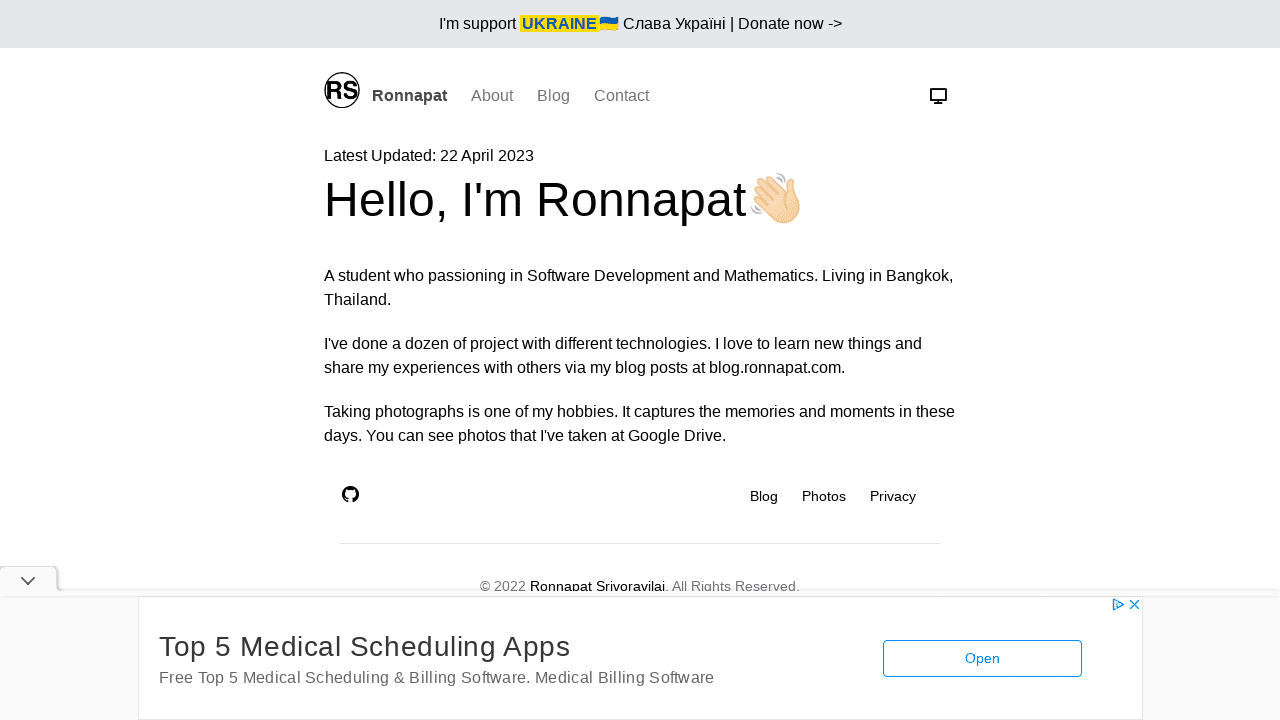 I'm support UKRAINE🇺🇦 Слава Україні | Donate now ->
RS Ronnapat About Blog Contact
Latest Updated: 22 April 2023
Hello, I'm Ronnapat👋🏻
A student who passioning in Software Development and Mathematics. Living in Bangkok,
Thailand.
I've done a dozen of project with different technologies. I love to learn new things and
share my experiences with others via my blog posts at blog.ronnapat.com.
Taking photographs is one of my hobbies. It captures the memories and moments in these
days. You can see photos that I've taken at Google Drive.
Blog Photos Privacy
© 2022 Ronnapat Srivoravilai. All Rights Reserved.
Top 5 Medical Scheduling Apps
Free Top 5 Medical Scheduling & Billing Software. Medical Billing Software
Open